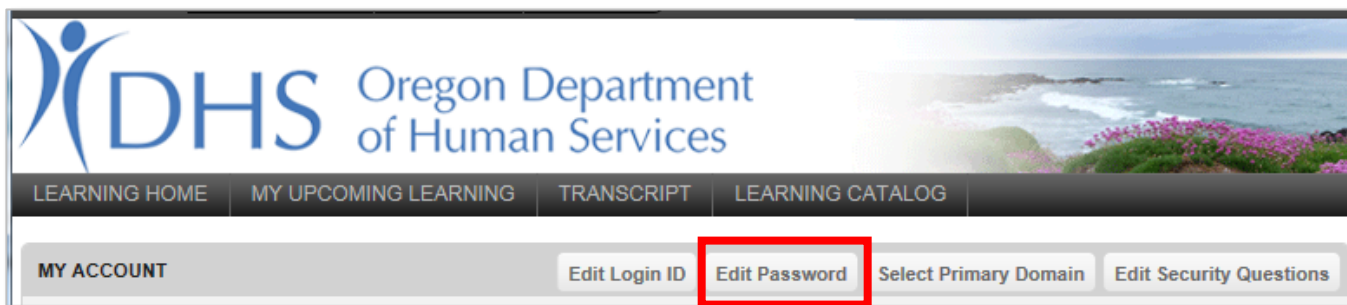 DHS Oregon Department
of Human Services
LEARNING HOME MY UPCOMING LEARNING TRANSCRIPT LEARNING CATALOG
MY ACCOUNT Edit Login ID Edit Password Select Primary Domain Edit Security Questions